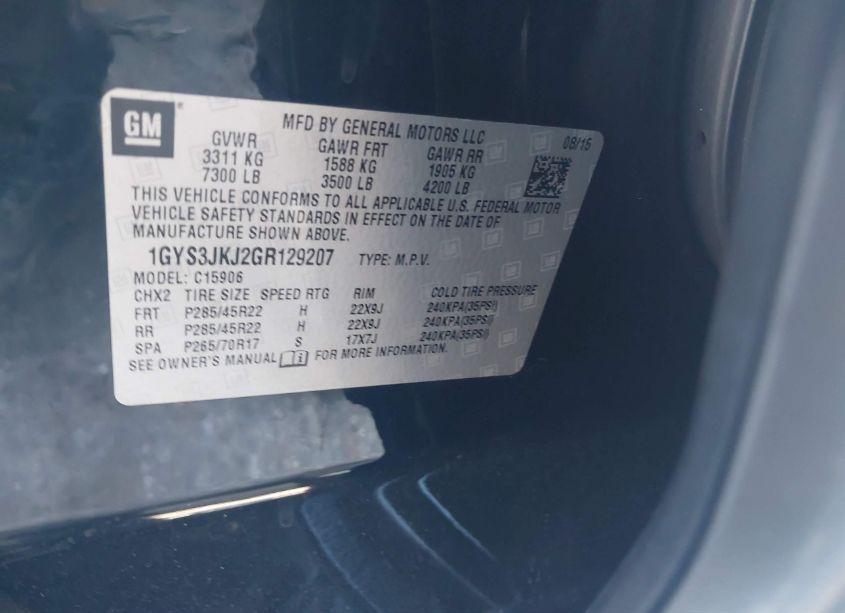 GM
MFD BY GENERAL MOTORS LLC 08/15
GVWR GAWR FRT GAWR RR
3311 KG 1588 KG 1905 KG
7300 LB 3500 LB 4200 LB
THIS VEHICLE CONFORMS TO ALL APPLICABLE U.S. FEDERAL MOTOR
VEHICLE SAFETY STANDARDS IN EFFECT ON THE DATE OF
MANUFACTURE SHOWN ABOVE.
1GYS3JKJ2GR129207 TYPE: M.P.V.
MODEL: C15906
CHX2 TIRE SIZE SPEED RTG RIM COLD TIRE PRESSURE
FRT P285/45R22 H 22X9J 240KPA(35PSI)
RR P285/45R22 H 22X9J 240KPA(35PSI)
SPA P265/70R17 S 17X7J 240KPA(35PSI)
SEE OWNER'S MANUAL FOR MORE INFORMATION.